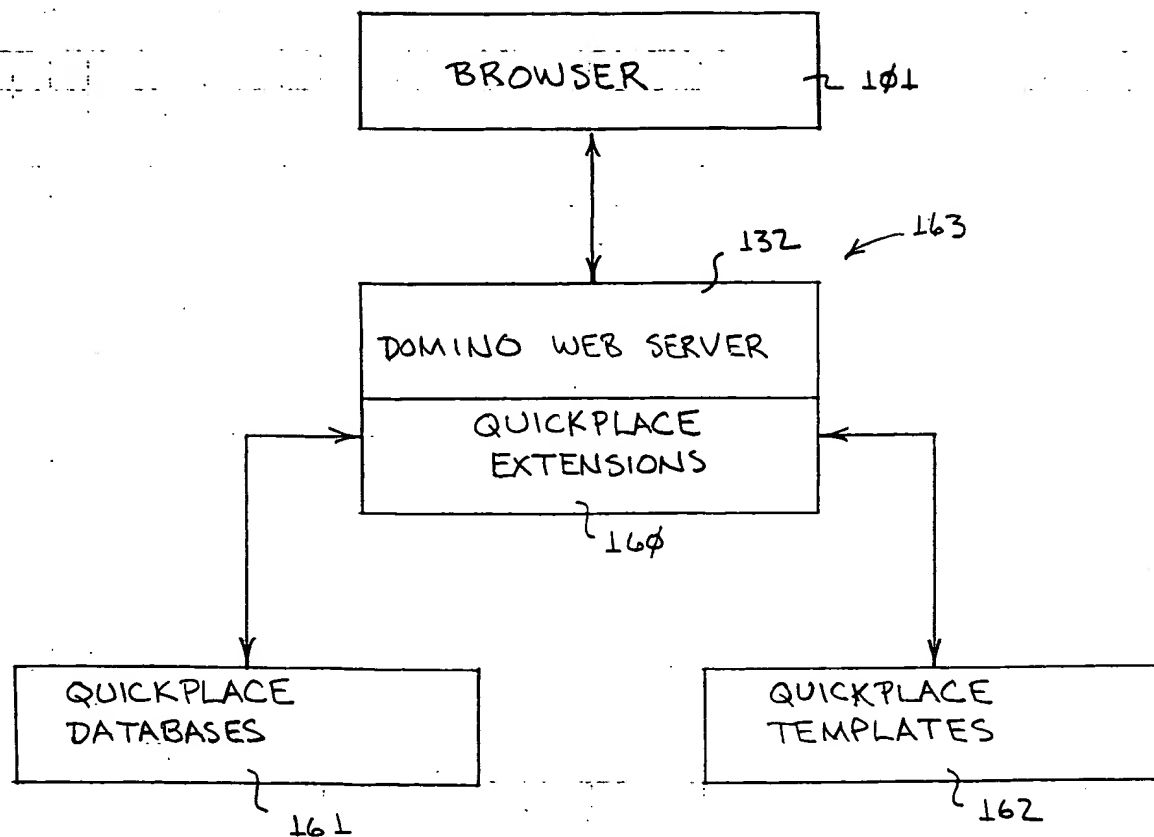 BROWSER
101
132
163
DOMINO WEB SERVER
QUICKPLACE
EXTENSIONS
160
QUICKPLACE
DATABASES
161
QUICKPLACE
TEMPLATES
162